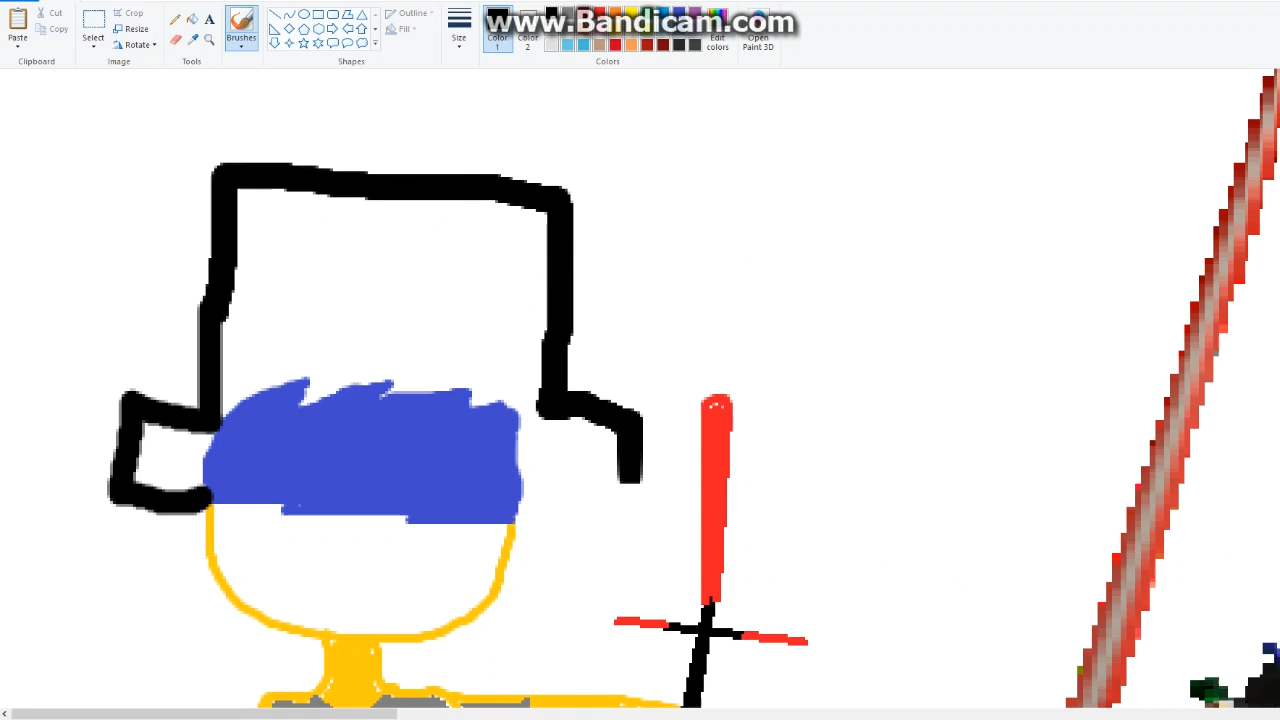 www.Bandicam.com
Cut
Copy
Paste
Clipboard
Crop
Resize
Rotate
Select
Image
A
Tools
Brushes
Outline
Fill
Shapes
Size
Color
1
Color
2
Edit
colors
Open
Paint 3D
Colors